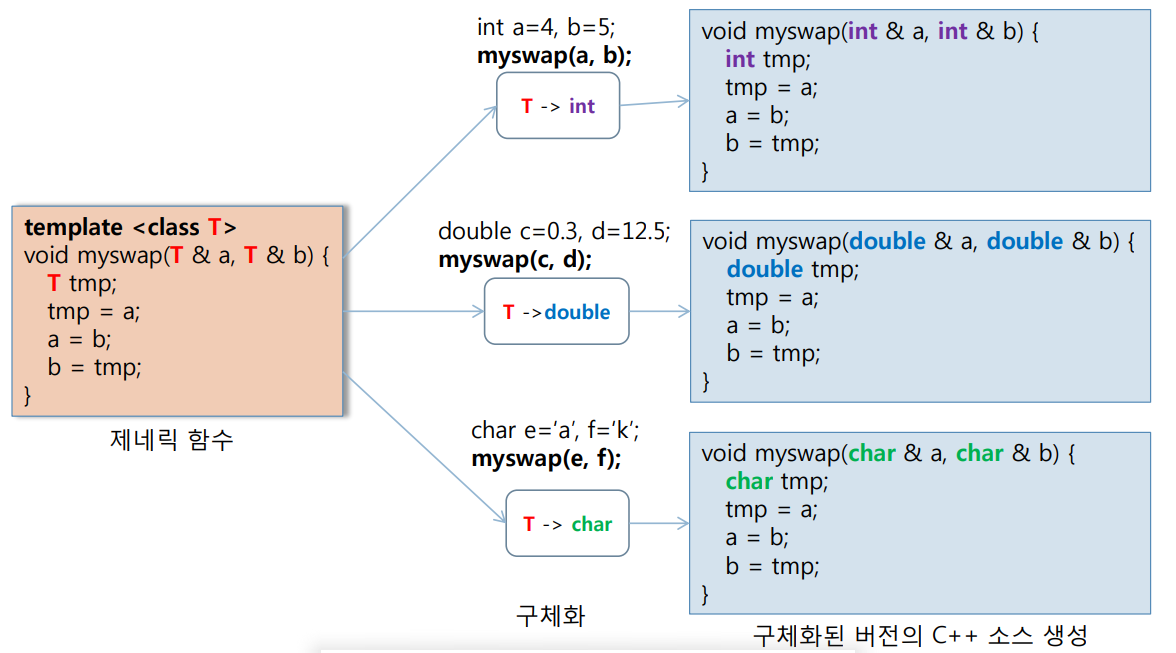 template <class T>
void myswap(T & a, T & b) {
T tmp;
tmp = a;
a = b;
b = tmp;
}
제네릭 함수
int a=4, b=5;
myswap(a, b);
T -> int
double c=0.3, d=12.5;
myswap(c, d);
T ->double
char e=‘a’, f=‘k’;
myswap(e, f);
T -> char
구체화
void myswap(int & a, int & b) {
int tmp;
tmp = a;
a = b;
b = tmp;
}
void myswap(double & a, double & b) {
double tmp;
tmp = a;
a = b;
b = tmp;
}
void myswap(char & a, char & b) {
char tmp;
tmp = a;
a = b;
b = tmp;
}
구체화된 버전의 C++ 소스 생성